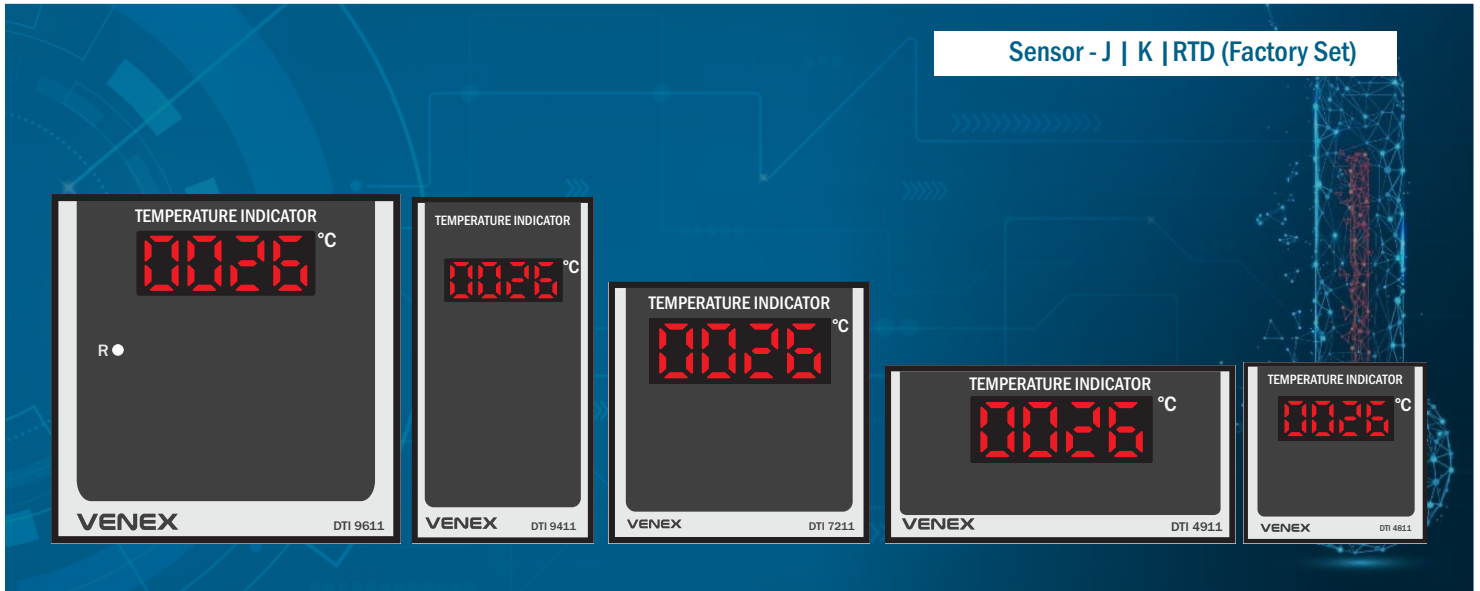 Sensor - J | K | RTD (Factory Set)
TEMPERATURE INDICATOR
0026 °C
R
VENEX DTI 9611
TEMPERATURE INDICATOR
0026 °C
VENEX DTI 9411
TEMPERATURE INDICATOR
0026 °C
VENEX DTI 7211
TEMPERATURE INDICATOR
0026 °C
VENEX DTI 4911
TEMPERATURE INDICATOR
0026 °C
VENEX DTI 4811